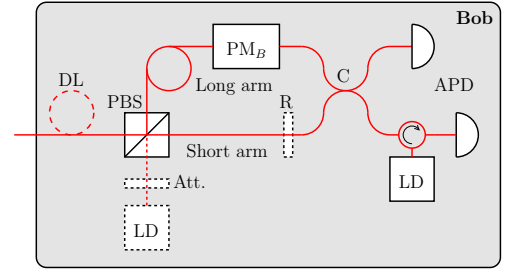 Bob
PM_B
DL
C
PBS
Long arm
R
APD
Short arm
Att.
LD
LD